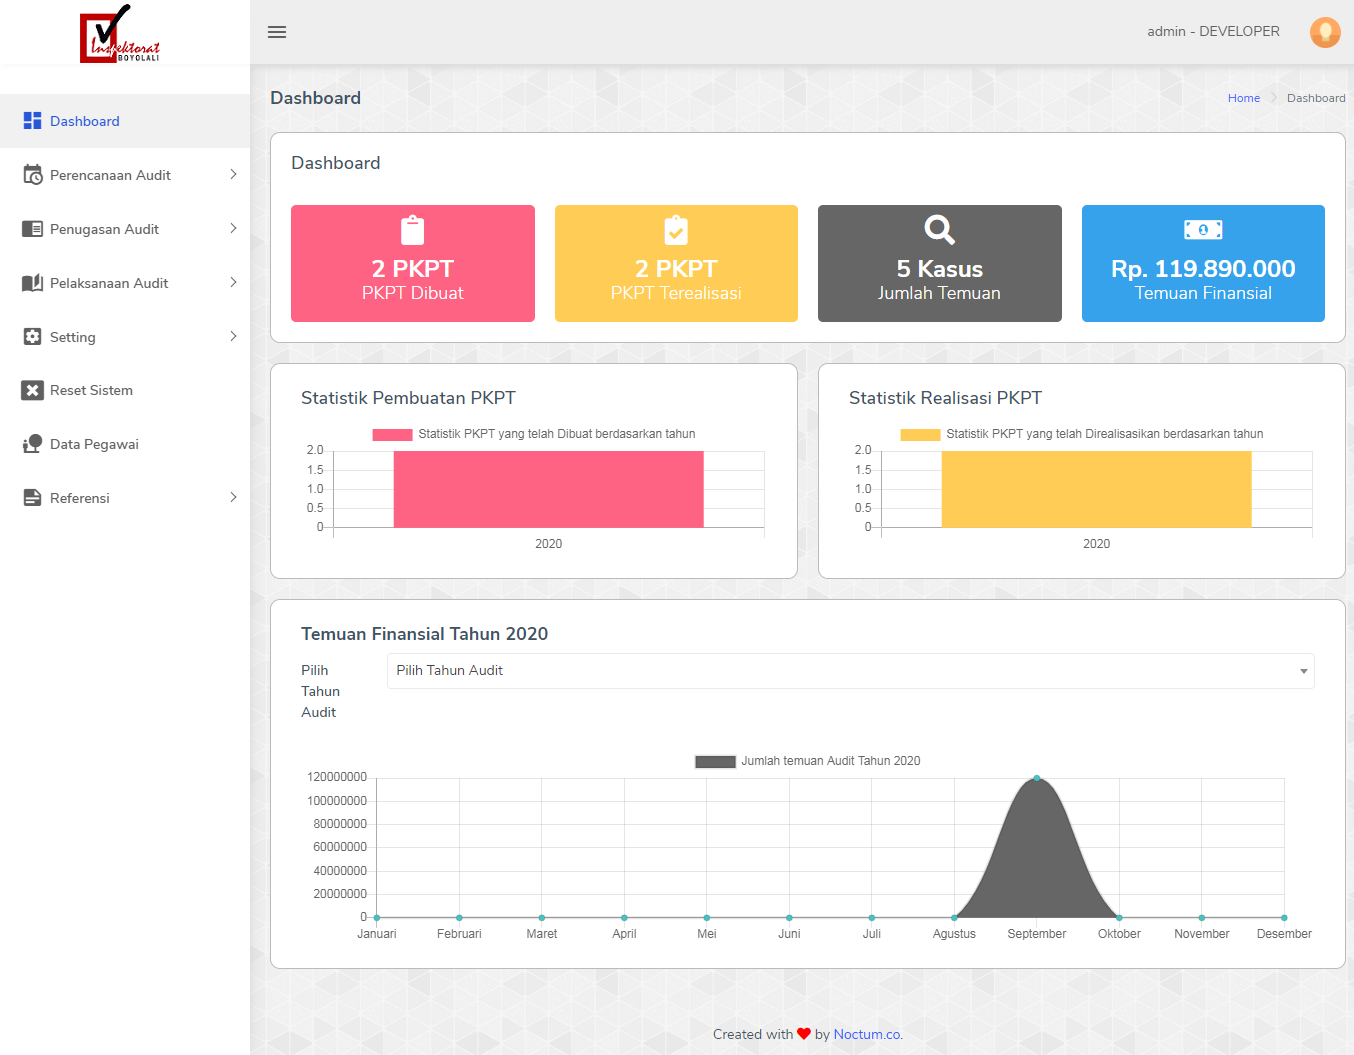 Inspektorat
BOYOLALI
admin - DEVELOPER
Dashboard
Home
Dashboard
Dashboard
Perencanaan Audit
Penugasan Audit
Pelaksanaan Audit
Setting
Reset Sistem
Data Pegawai
Referensi
Dashboard
2 PKPT
PKPT Dibuat
2 PKPT
PKPT Terealisasi
5 Kasus
Jumlah Temuan
Rp. 119.890.000
Temuan Finansial
Statistik Pembuatan PKPT
Statistik PKPT yang telah Dibuat berdasarkan tahun
2.0
1.5
1.0
0.5
0
2020
Statistik Realisasi PKPT
Statistik PKPT yang telah Direalisasikan berdasarkan tahun
2.0
1.5
1.0
0.5
0
2020
Temuan Finansial Tahun 2020
Pilih
Tahun
Audit
Pilih Tahun Audit
Jumlah temuan Audit Tahun 2020
120000000
100000000
80000000
60000000
40000000
20000000
0
Januari Februari Maret April Mei Juni Juli Agustus September Oktober November Desember
Created with by Noctum.co.